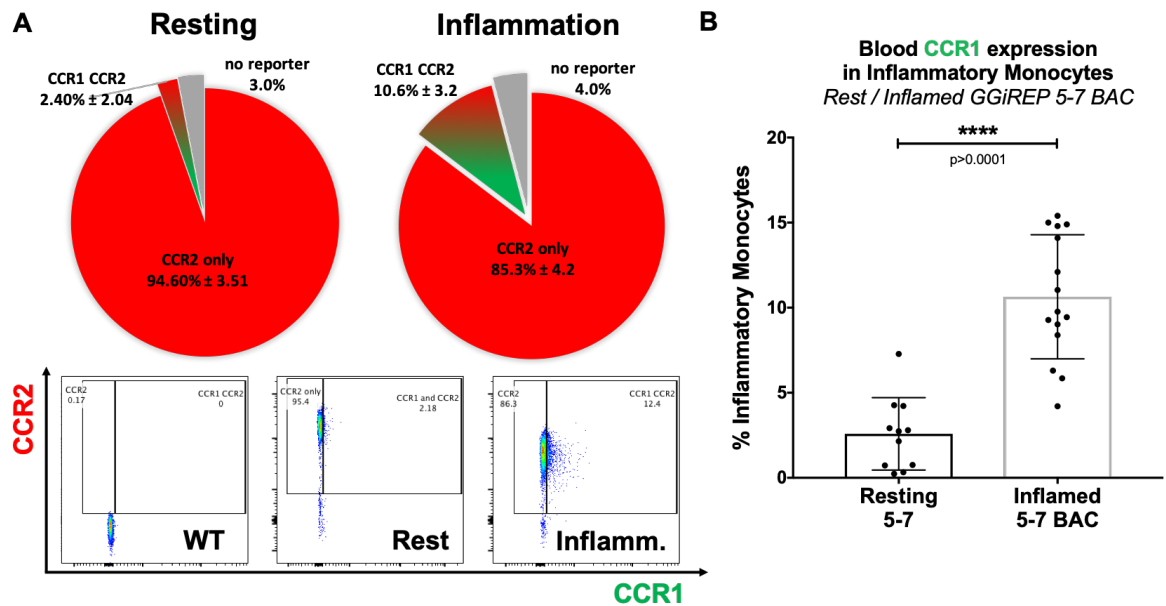 A
Resting
CCR1 CCR2
2.40% ± 2.04
no reporter
3.0%
CCR2 only
94.60% ± 3.51
Inflammation
CCR1 CCR2
10.6% ± 3.2
no reporter
4.0%
CCR2 only
85.3% ± 4.2
CCR2
CCR2
0.17
CCR1 CCR2
0
WT
CCR2 only
95.4
CCR1 and CCR2
2.18
Rest
CCR2
86.3
CCR1 CCR2
12.4
Inflamm.
CCR1
B
Blood CCR1 expression
in Inflammatory Monocytes
Rest / Inflamed GGiREP 5-7 BAC
% Inflammatory Monocytes
20
15
10
5
0
****
p>0.0001
Resting
5-7
Inflamed
5-7 BAC